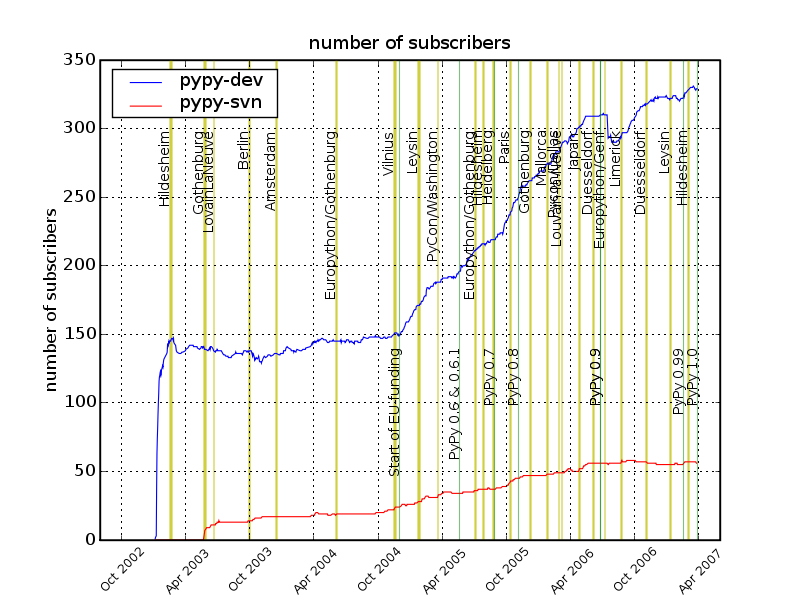 number of subscribers
pypy-dev
pypy-svn
number of subscribers
350
300
250
200
150
100
50
0
Hildesheim
Gothenburg
LovainLaNeuve
Berlin
Amsterdam
Europython/Gothenburg
Vilnius
Leysin
PyCon/Washington
Europython/Gothenburg
Hildesheim
Heidelberg
Paris
Gothenburg
Mallorca
Louvain-la-Neuve
Japan
Duesseldorf
Europython/Genf
Limerick
Duesseldorf
Leysin
Hildesheim
Start of EU-funding
PyPy 0.6 & 0.6.1
PyPy 0.7
PyPy 0.8
PyPy 0.9
PyPy 0.99
PyPy 1.0
Oct 2002
Apr 2003
Oct 2003
Apr 2004
Oct 2004
Apr 2005
Oct 2005
Apr 2006
Oct 2006
Apr 2007